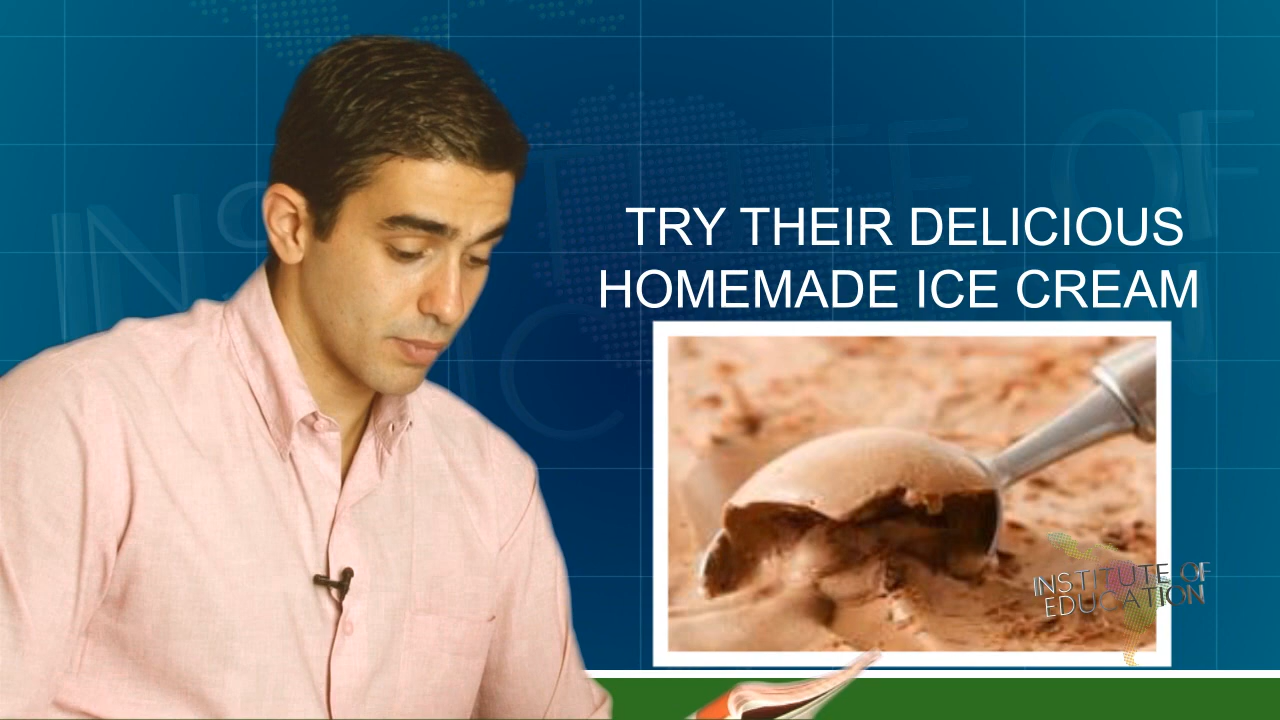 TRY THEIR DELICIOUS
HOMEMADE ICE CREAM
INSTITUTE OF
EDUCATION